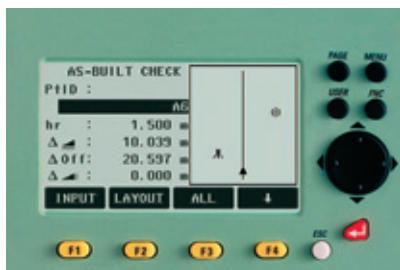 PAGE MENU
AS-BUILT CHECK
PtID :
USER FNC
A6
hr : 1.500 m
Δ : 10.039 m
ΔOff: 20.597 m
Δ : 0.000 m
INPUT LAYOUT ALL ↓
ESC
F1 F2 F3 F4